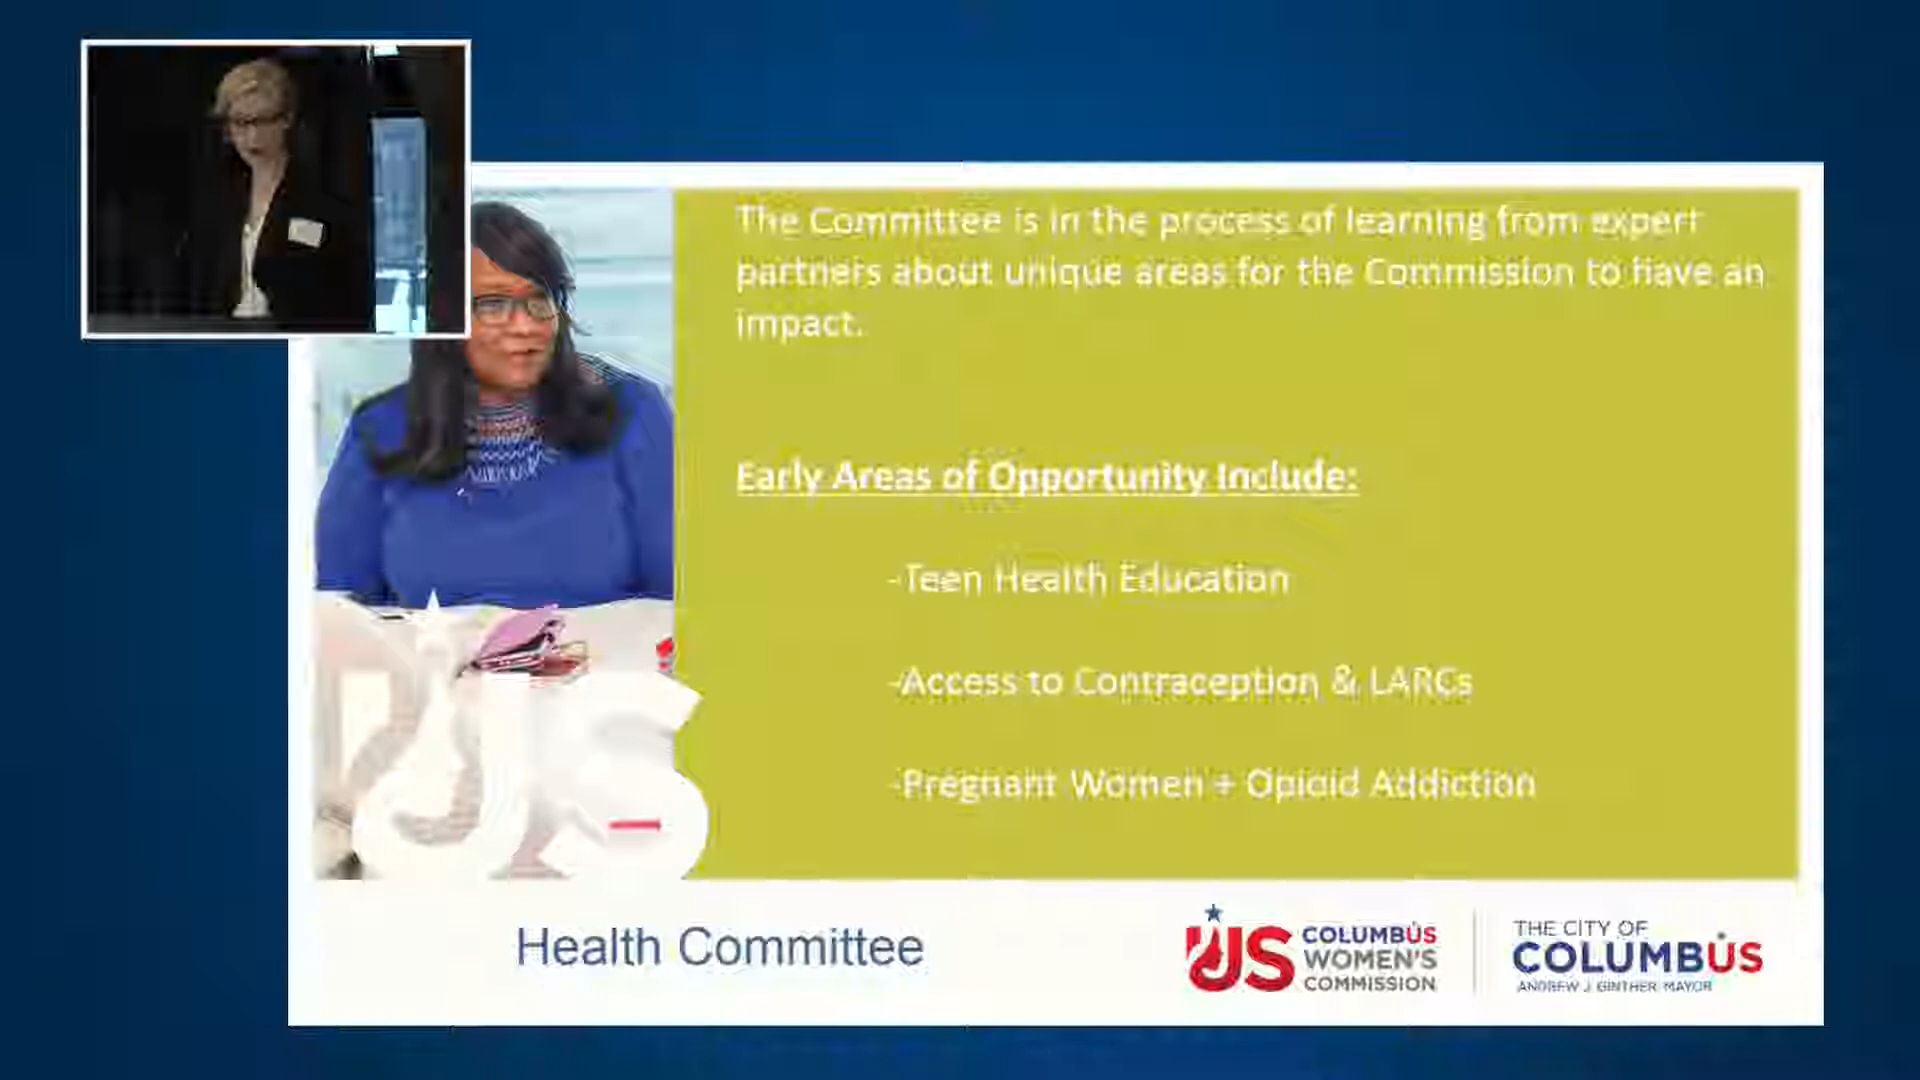 The Committee is in the process of learning from expert
partners about unique areas for the Commission to have an
impact.
Early Areas of Opportunity Include:
-Teen Health Education
-Access to Contraception & LARCs
-Pregnant Women + Opioid Addiction
Health Committee
US
COLUMBUS
WOMEN'S
COMMISSION
THE CITY OF
COLUMBUS
ANDREW J. GINTHER, MAYOR